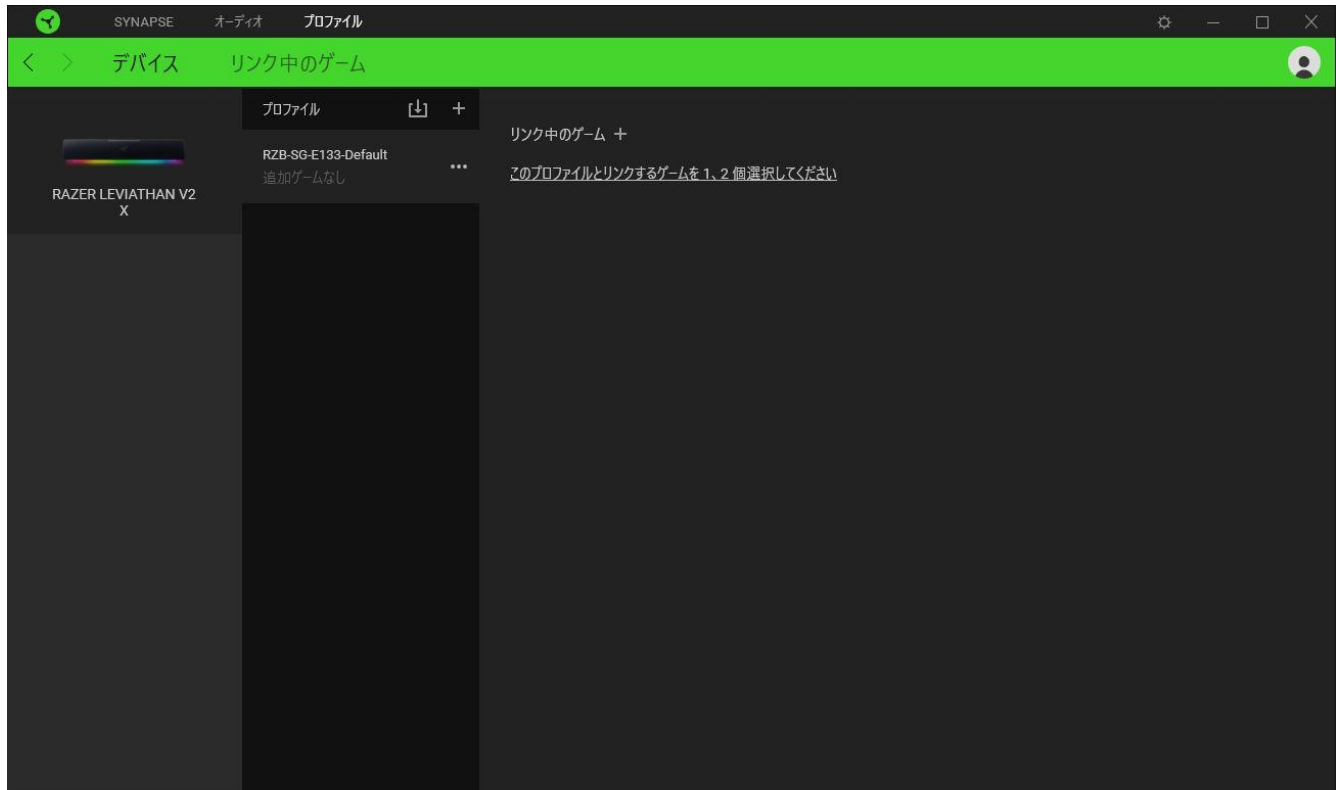 SYNAPSE オーディオ プロファイル
デバイス リンク中のゲーム
RAZER LEVIATHAN V2
X
プロファイル
RZB-SG-E133-Default
追加ゲームなし
リンク中のゲーム
このプロファイルとリンクするゲームを 1、2 個選択してください